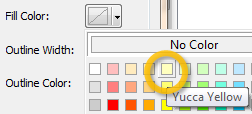 Fill Color:
No Color
Outline Width:
Outline Color:
Yucca Yellow